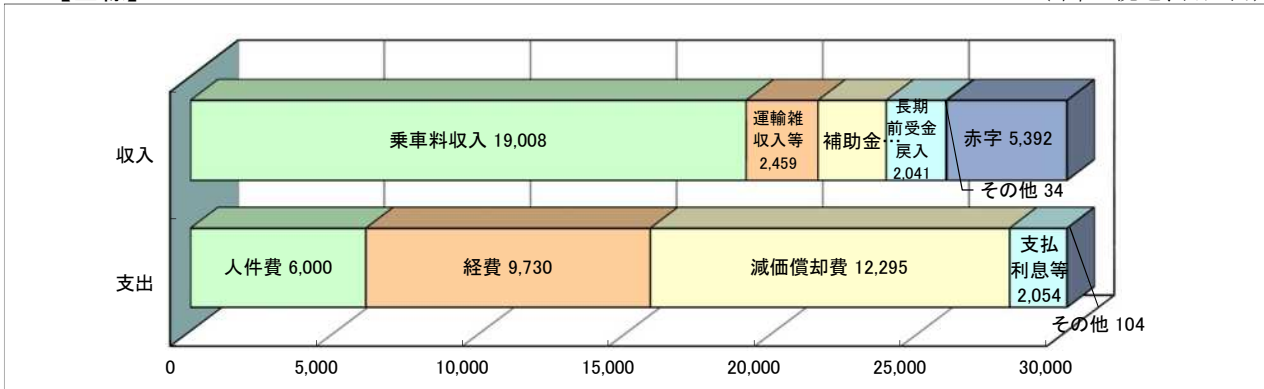 乗車料収入 19,008
運輸雑
収入等
2,459
補助金…
長期
前受金
戻入
2,041
赤字 5,392
その他 34
収入
人件費 6,000
経費 9,730
減価償却費 12,295
支払
利息等
2,054
その他 104
支出
0
5,000
10,000
15,000
20,000
25,000
30,000